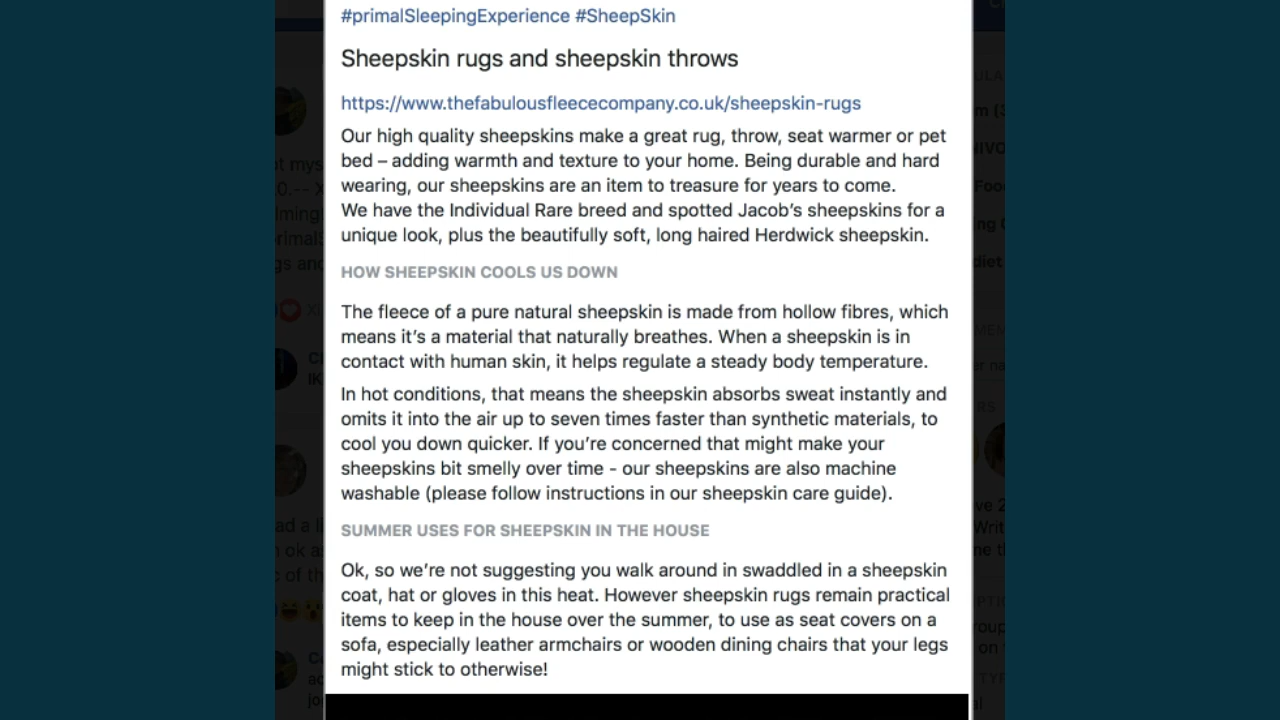 #primalSleepingExperience #SheepSkin
Sheepskin rugs and sheepskin throws
https://www.thefabulousfleececompany.co.uk/sheepskin-rugs
Our high quality sheepskins make a great rug, throw, seat warmer or pet
bed – adding warmth and texture to your home. Being durable and hard
wearing, our sheepskins are an item to treasure for years to come.
We have the Individual Rare breed and spotted Jacob's sheepskins for a
unique look, plus the beautifully soft, long haired Herdwick sheepskin.
HOW SHEEPSKIN COOLS US DOWN
The fleece of a pure natural sheepskin is made from hollow fibres, which
means it's a material that naturally breathes. When a sheepskin is in
contact with human skin, it helps regulate a steady body temperature.
In hot conditions, that means the sheepskin absorbs sweat instantly and
omits it into the air up to seven times faster than synthetic materials, to
cool you down quicker. If you're concerned that might make your
sheepskins bit smelly over time - our sheepskins are also machine
washable (please follow instructions in our sheepskin care guide).
SUMMER USES FOR SHEEPSKIN IN THE HOUSE
Ok, so we're not suggesting you walk around in swaddled in a sheepskin
coat, hat or gloves in this heat. However sheepskin rugs remain practical
items to keep in the house over the summer, to use as seat covers on a
sofa, especially leather armchairs or wooden dining chairs that your legs
might stick to otherwise!